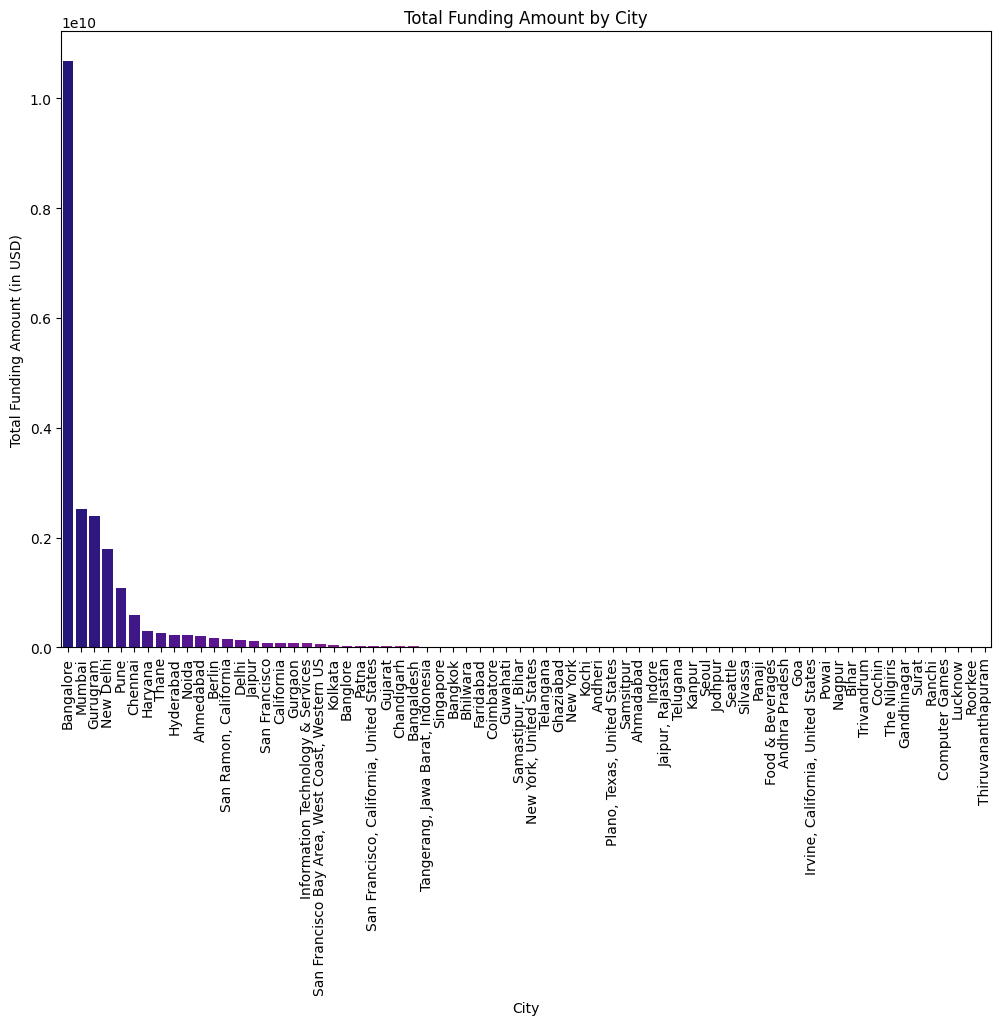 Total Funding Amount by City
1e10
Total Funding Amount (in USD)
1.0
0.8
0.6
0.4
0.2
0.0
Bangalore
Mumbai
Gurugram
New Delhi
Pune
Chennai
Haryana
Thane
Hyderabad
Noida
Ahmedabad
Berlin
San Ramon, California
Delhi
Jaipur
San Francisco
California
Gurgaon
Information Technology & Services
San Francisco Bay Area, West Coast, Western US
Kolkata
Banglore
Patna
San Francisco, California, United States
Gujarat
Chandigarh
Bangaldesh
Tangerang, Jawa Barat, Indonesia
Singapore
Bangkok
Bhilwara
Faridabad
Coimbatore
Guwahati
Samastipur, Bihar
New York, United States
Telangana
Ghaziabad
New York
Kochi
Andheri
Plano, Texas, United States
Samsitpur
Ahmadabad
Indore
Jaipur, Rajastan
Telugana
Kanpur
Seoul
Jodhpur
Seattle
Silvassa
Panaji
Food & Beverages
Andhra Pradesh
Goa
Irvine, California, United States
Powai
Nagpur
Bihar
Trivandrum
Cochin
The Nilgiris
Gandhinagar
Surat
Ranchi
Computer Games
Lucknow
Roorkee
Thiruvananthapuram
City